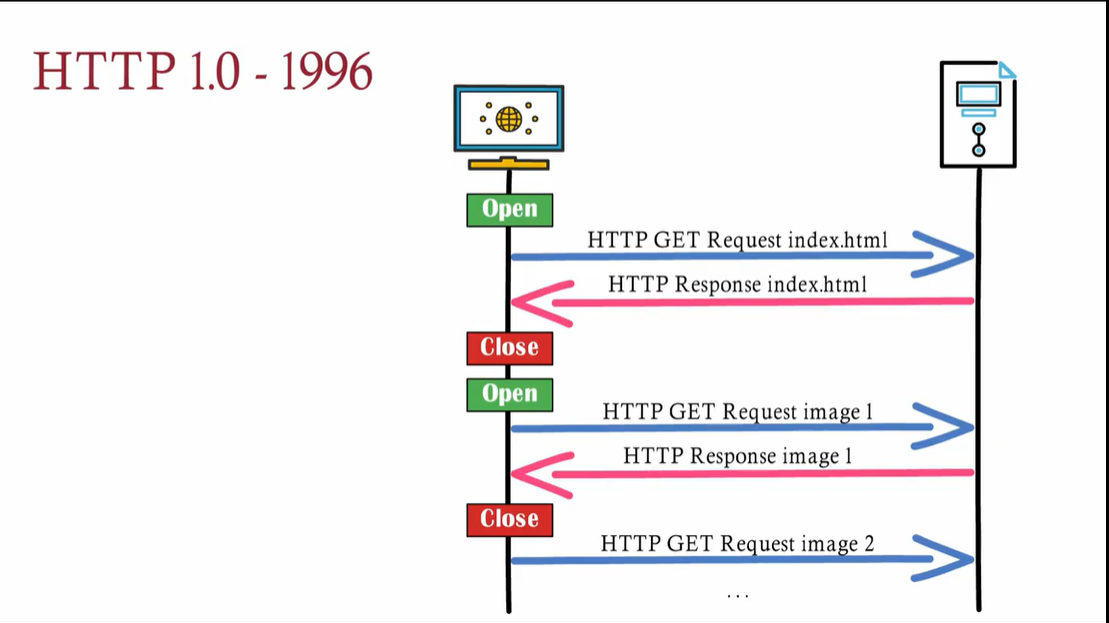 HTTP 1.0 - 1996
Open
HTTP GET Request index.html
HTTP Response index.html
Close
Open
HTTP GET Request image 1
HTTP Response image 1
Close
HTTP GET Request image 2
...